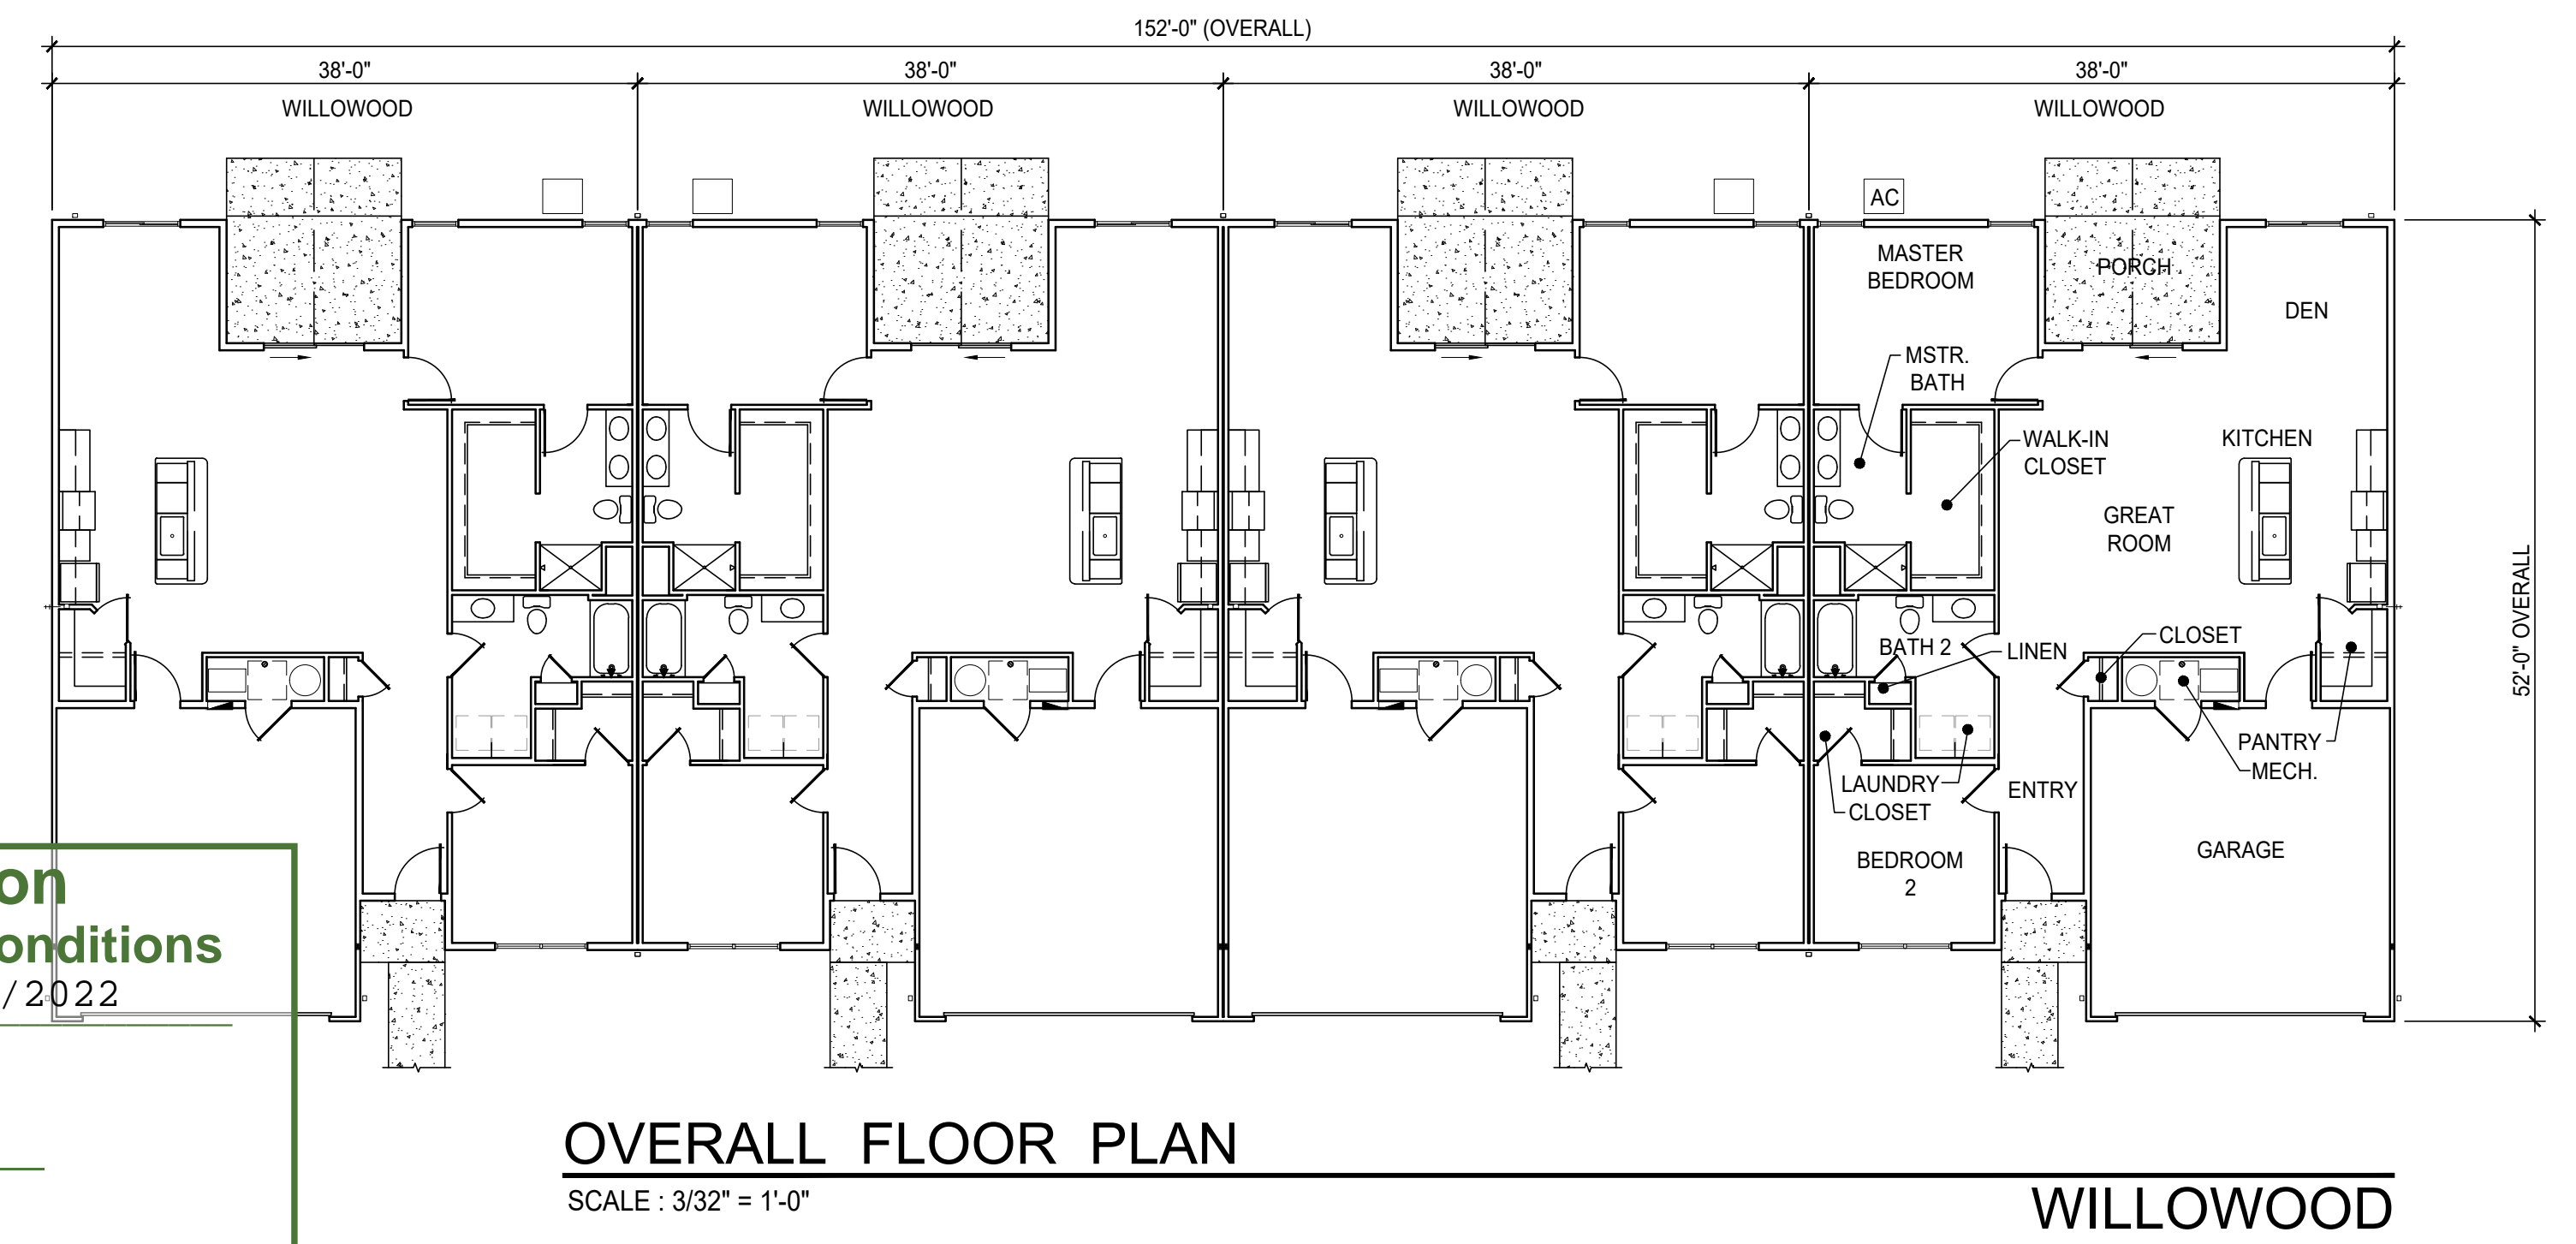 152'-0" (OVERALL)
38'-0"
38'-0"
38'-0"
38'-0"
WILLOWOOD
WILLOWOOD
WILLOWOOD
WILLOWOOD
AC
MASTER
BEDROOM
PORCH
DEN
MSTR.
BATH
WALK-IN
CLOSET
KITCHEN
GREAT
ROOM
52'-0" OVERALL
BATH 2
LINEN
CLOSET
PANTRY
MECH.
LAUNDRY
CLOSET
ENTRY
BEDROOM
2
GARAGE
on
onditions
/2022
OVERALL FLOOR PLAN
SCALE : 3/32" = 1'-0"
WILLOWOOD